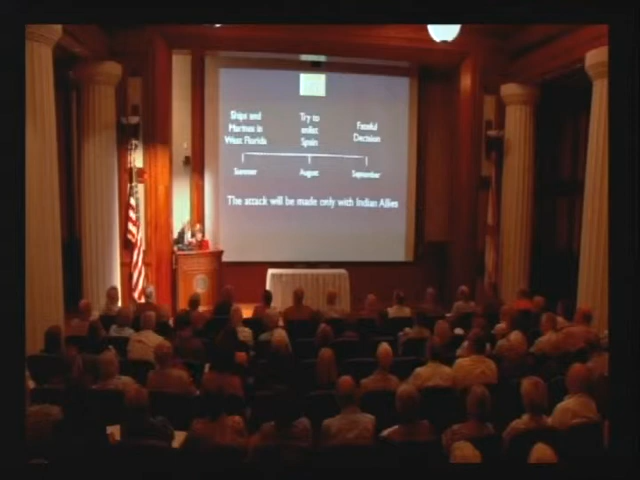 Ships and
Marines in
West Florida
Try to
enlist
Spain
Fateful
Decision
Summer
August
September
The attack will be made only with Indian Allies